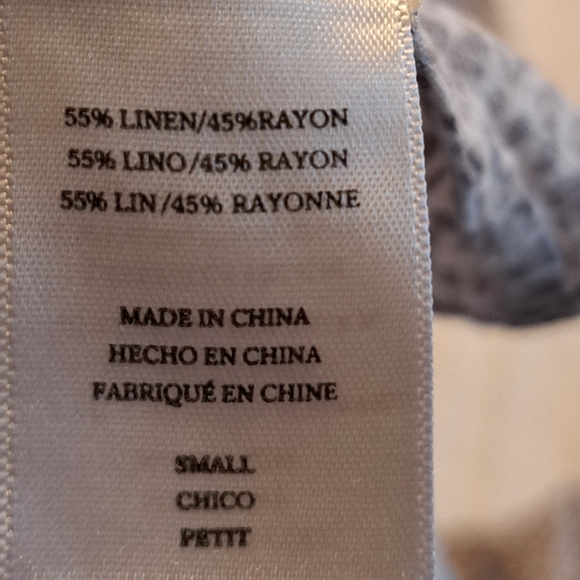 55% LINEN/45%RAYON
55% LINO/45% RAYON
55% LIN/45% RAYONNE
MADE IN CHINA
HECHO EN CHINA
FABRIQUÉ EN CHINE
SMALL
CHICO
PETIT